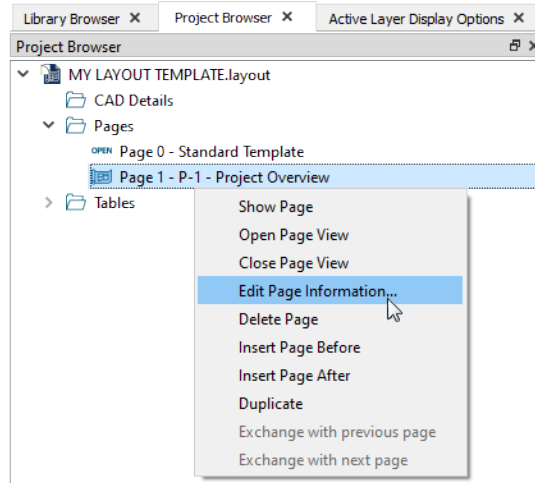 Library Browser Project Browser Active Layer Display Options
Project Browser
MY LAYOUT TEMPLATE.layout
CAD Details
Pages
OPEN Page 0 - Standard Template
Page 1 - P-1 - Project Overview
Tables
Show Page
Open Page View
Close Page View
Edit Page Information...
Delete Page
Insert Page Before
Insert Page After
Duplicate
Exchange with previous page
Exchange with next page